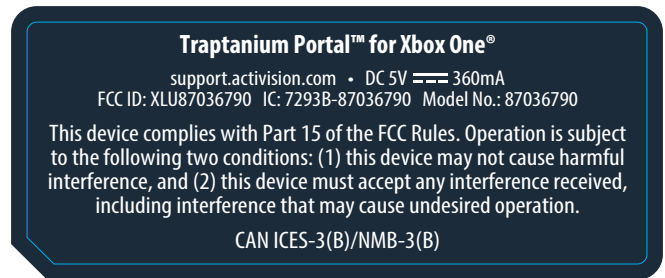 Traptanium Portal™ for Xbox One®
support.activision.com • DC 5V ⎓ 360mA
FCC ID: XLU87036790 IC: 7293B-87036790 Model No.: 87036790
This device complies with Part 15 of the FCC Rules. Operation is subject
to the following two conditions: (1) this device may not cause harmful
interference, and (2) this device must accept any interference received,
including interference that may cause undesired operation.
CAN ICES-3(B)/NMB-3(B)